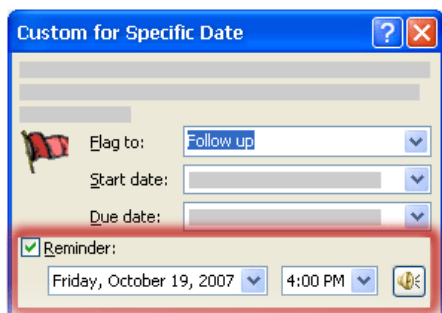 Custom for Specific Date
Flag to: Follow up
Start date:
Due date:
Reminder:
Friday, October 19, 2007 4:00 PM